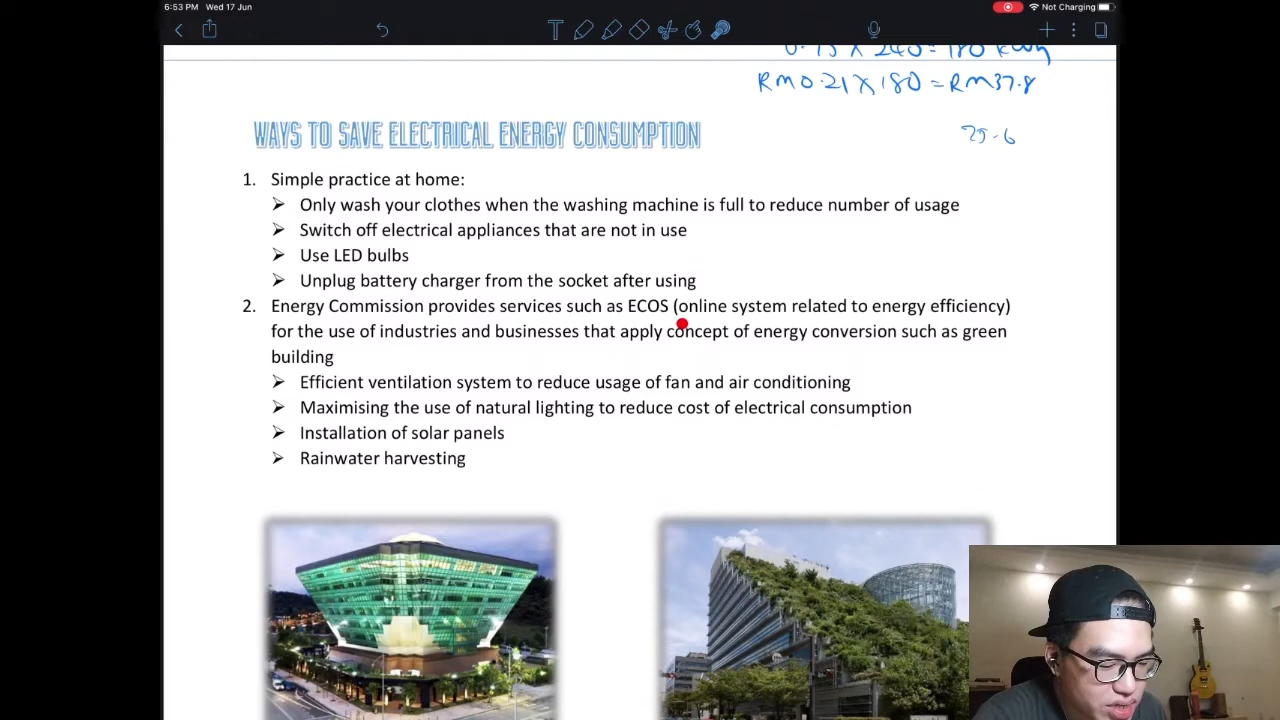 6:53 PM Wed 17 Jun
Not Charging
T
RM0.21 X 180 = RM37.8
WAYS TO SAVE ELECTRICAL ENERGY CONSUMPTION
1. Simple practice at home:
➢ Only wash your clothes when the washing machine is full to reduce number of usage
➢ Switch off electrical appliances that are not in use
➢ Use LED bulbs
➢ Unplug battery charger from the socket after using
2. Energy Commission provides services such as ECOS (online system related to energy efficiency)
for the use of industries and businesses that apply concept of energy conversion such as green
building
➢ Efficient ventilation system to reduce usage of fan and air conditioning
➢ Maximising the use of natural lighting to reduce cost of electrical consumption
➢ Installation of solar panels
➢ Rainwater harvesting